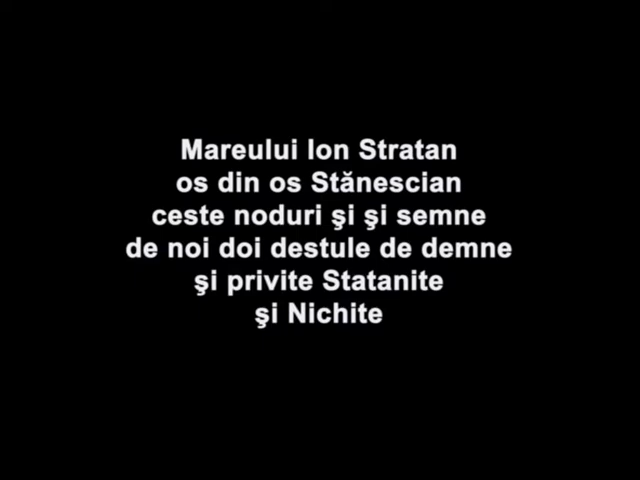 Mareului Ion Stratan
os din os Stănescian
ceste noduri şi şi semne
de noi doi destule de demne
şi privite Statanite
şi Nichite